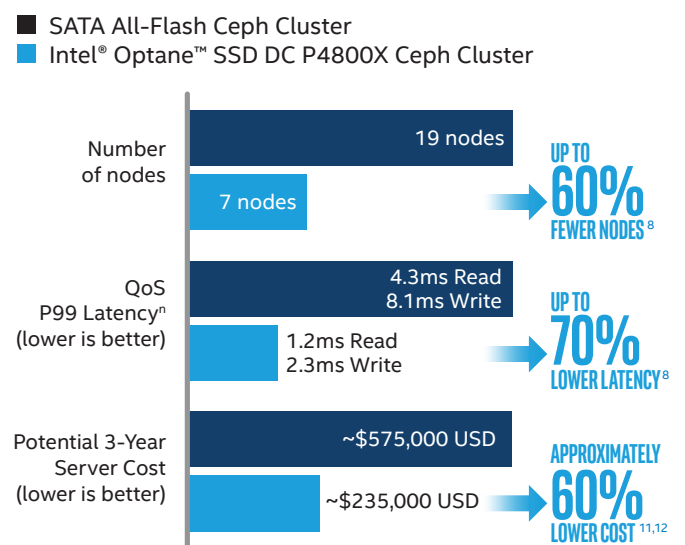 SATA All-Flash Ceph Cluster
Intel® Optane™ SSD DC P4800X Ceph Cluster
Number
of nodes
19 nodes
7 nodes
UP TO
60%
FEWER NODES 8
QoS
P99 Latencyⁿ
(lower is better)
4.3ms Read
8.1ms Write
1.2ms Read
2.3ms Write
UP TO
70%
LOWER LATENCY 8
Potential 3-Year
Server Cost
(lower is better)
~$575,000 USD
~$235,000 USD
APPROXIMATELY
60%
LOWER COST 11,12